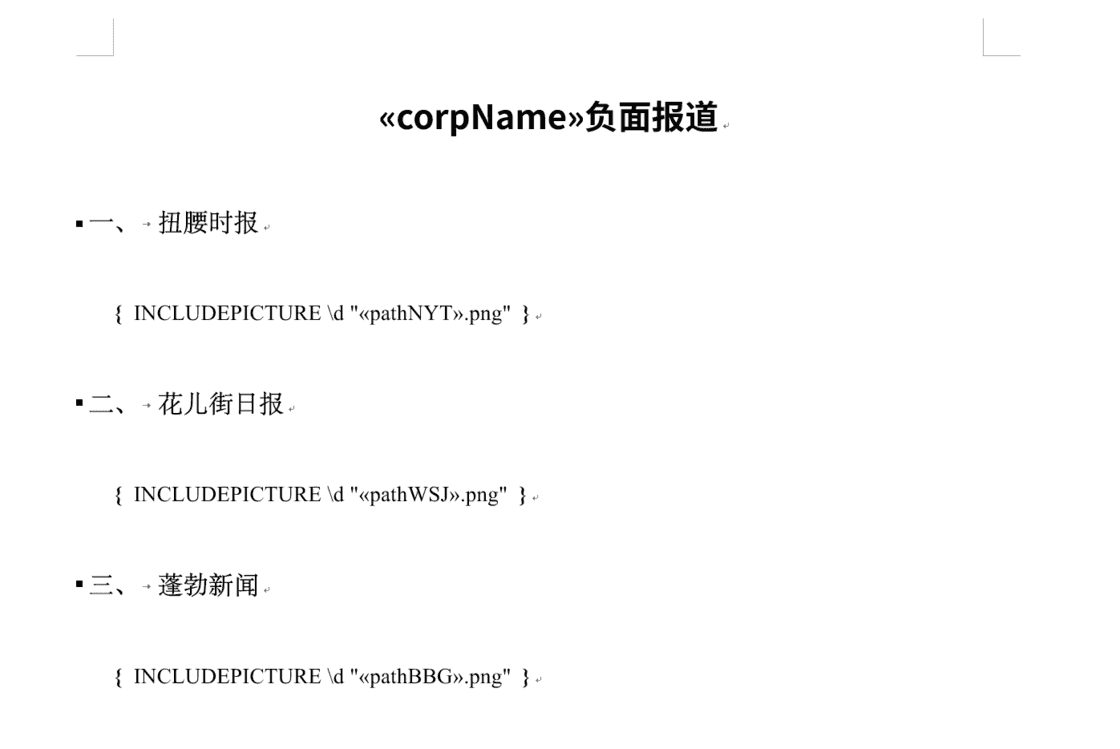 «corpName»负面报道
一、 扭腰时报
{ INCLUDEPICTURE \d "«pathNYT».png" }
二、 花儿街日报
{ INCLUDEPICTURE \d "«pathWSJ».png" }
三、 蓬勃新闻
{ INCLUDEPICTURE \d "«pathBBG».png" }